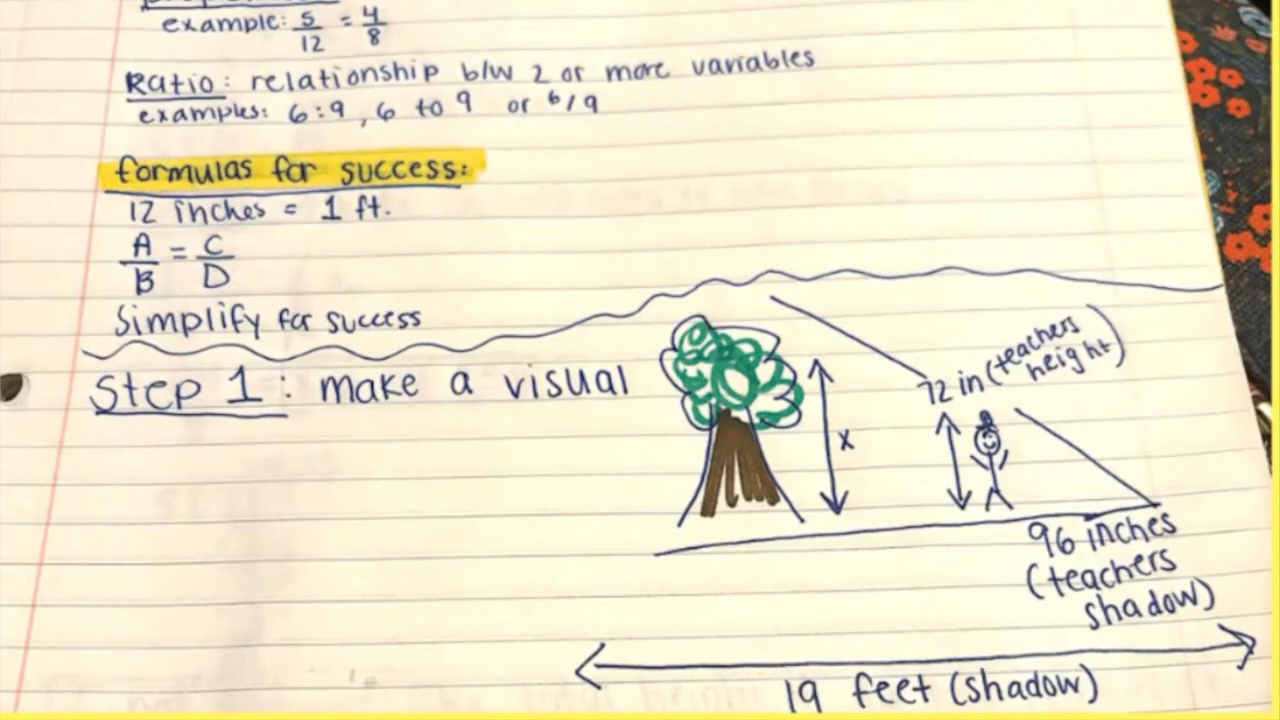 example: 5/12 = 4/8
Ratio: relationship b/w 2 or more variables
examples: 6:9, 6 to 9 or 6/9
formulas for success:
12 inches = 1 ft.
A/B = C/D
Simplify for success
Step 1: make a visual
72 in (teachers
height)
x
96 inches
(teachers
shadow)
19 feet (shadow)